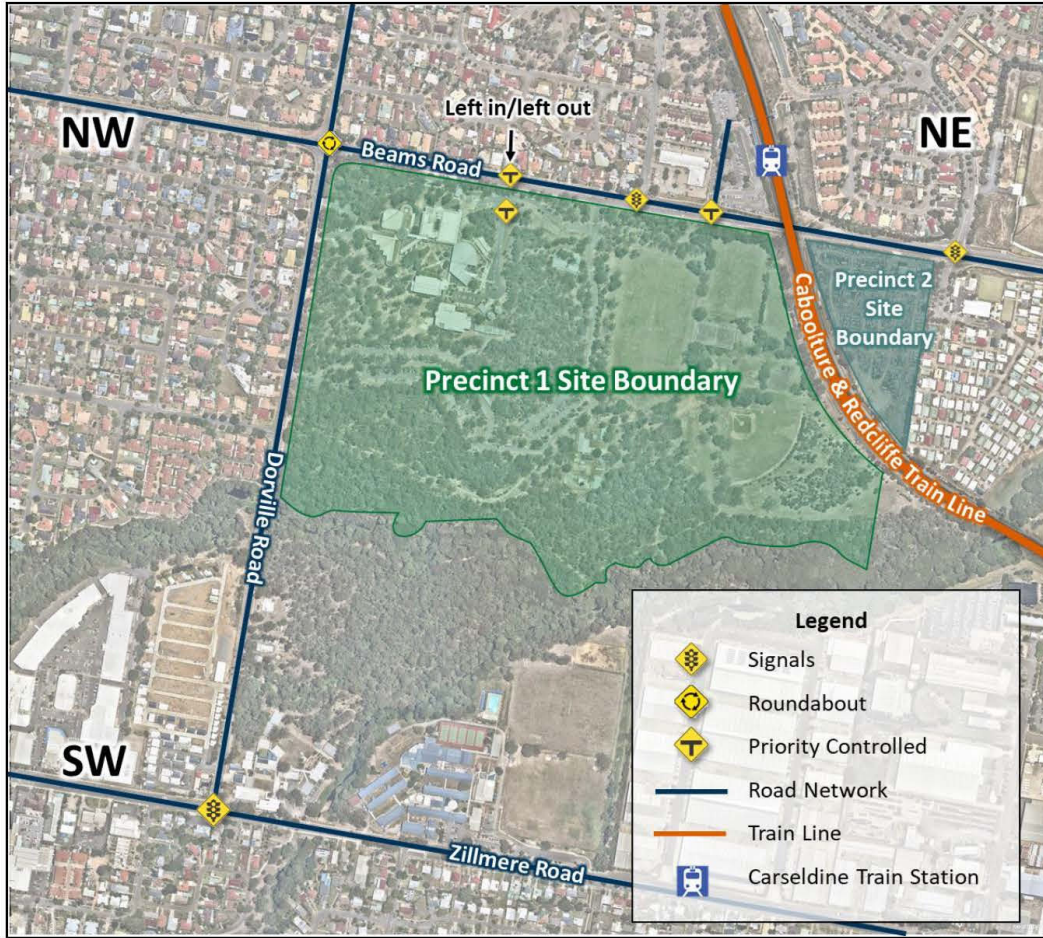 NW
NE
Left in/left out
Beams Road
Precinct 2
Site
Boundary
Precinct 1 Site Boundary
Caboolture & Redcliffe Train Line
Dorville Road
SW
Zillmere Road
Legend
Signals
Roundabout
Priority Controlled
Road Network
Train Line
Carseldine Train Station